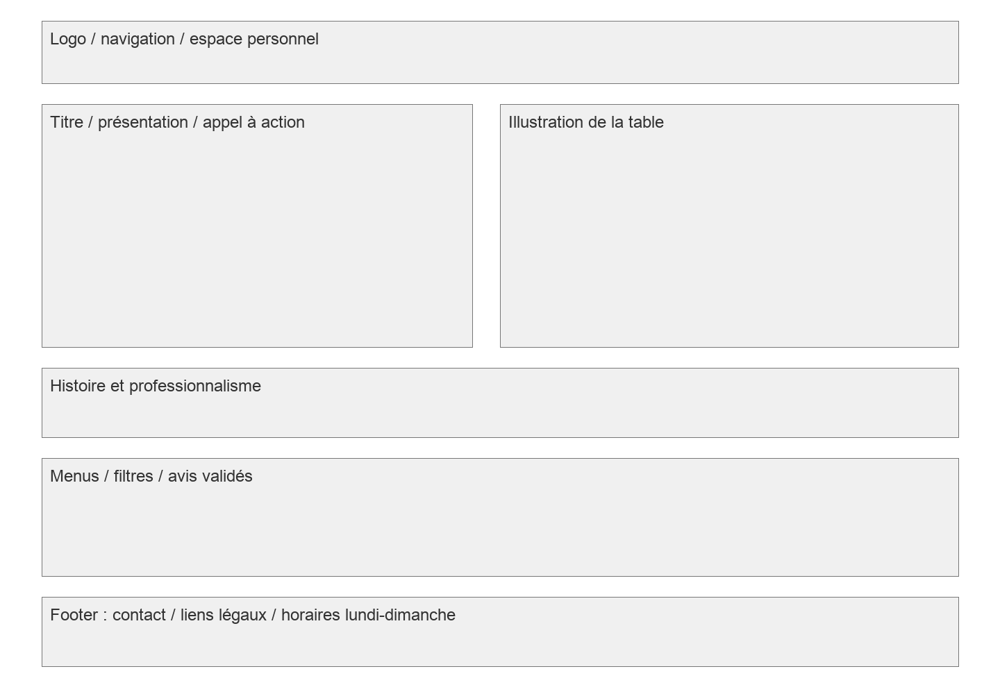 Logo / navigation / espace personnel
Titre / présentation / appel à action
Illustration de la table
Histoire et professionnalisme
Menus / filtres / avis validés
Footer : contact / liens légaux / horaires lundi-dimanche